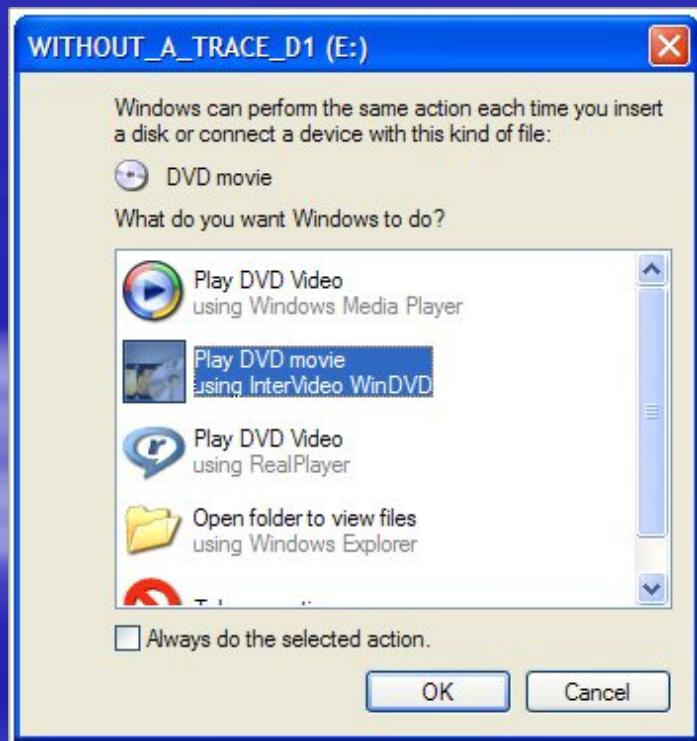 WITHOUT_A_TRACE_D1 (E:)
Windows can perform the same action each time you insert
a disk or connect a device with this kind of file:
DVD movie
What do you want Windows to do?
Play DVD Video
using Windows Media Player
Play DVD movie
using InterVideo WinDVD
Play DVD Video
using RealPlayer
Open folder to view files
using Windows Explorer
Always do the selected action.
OK
Cancel